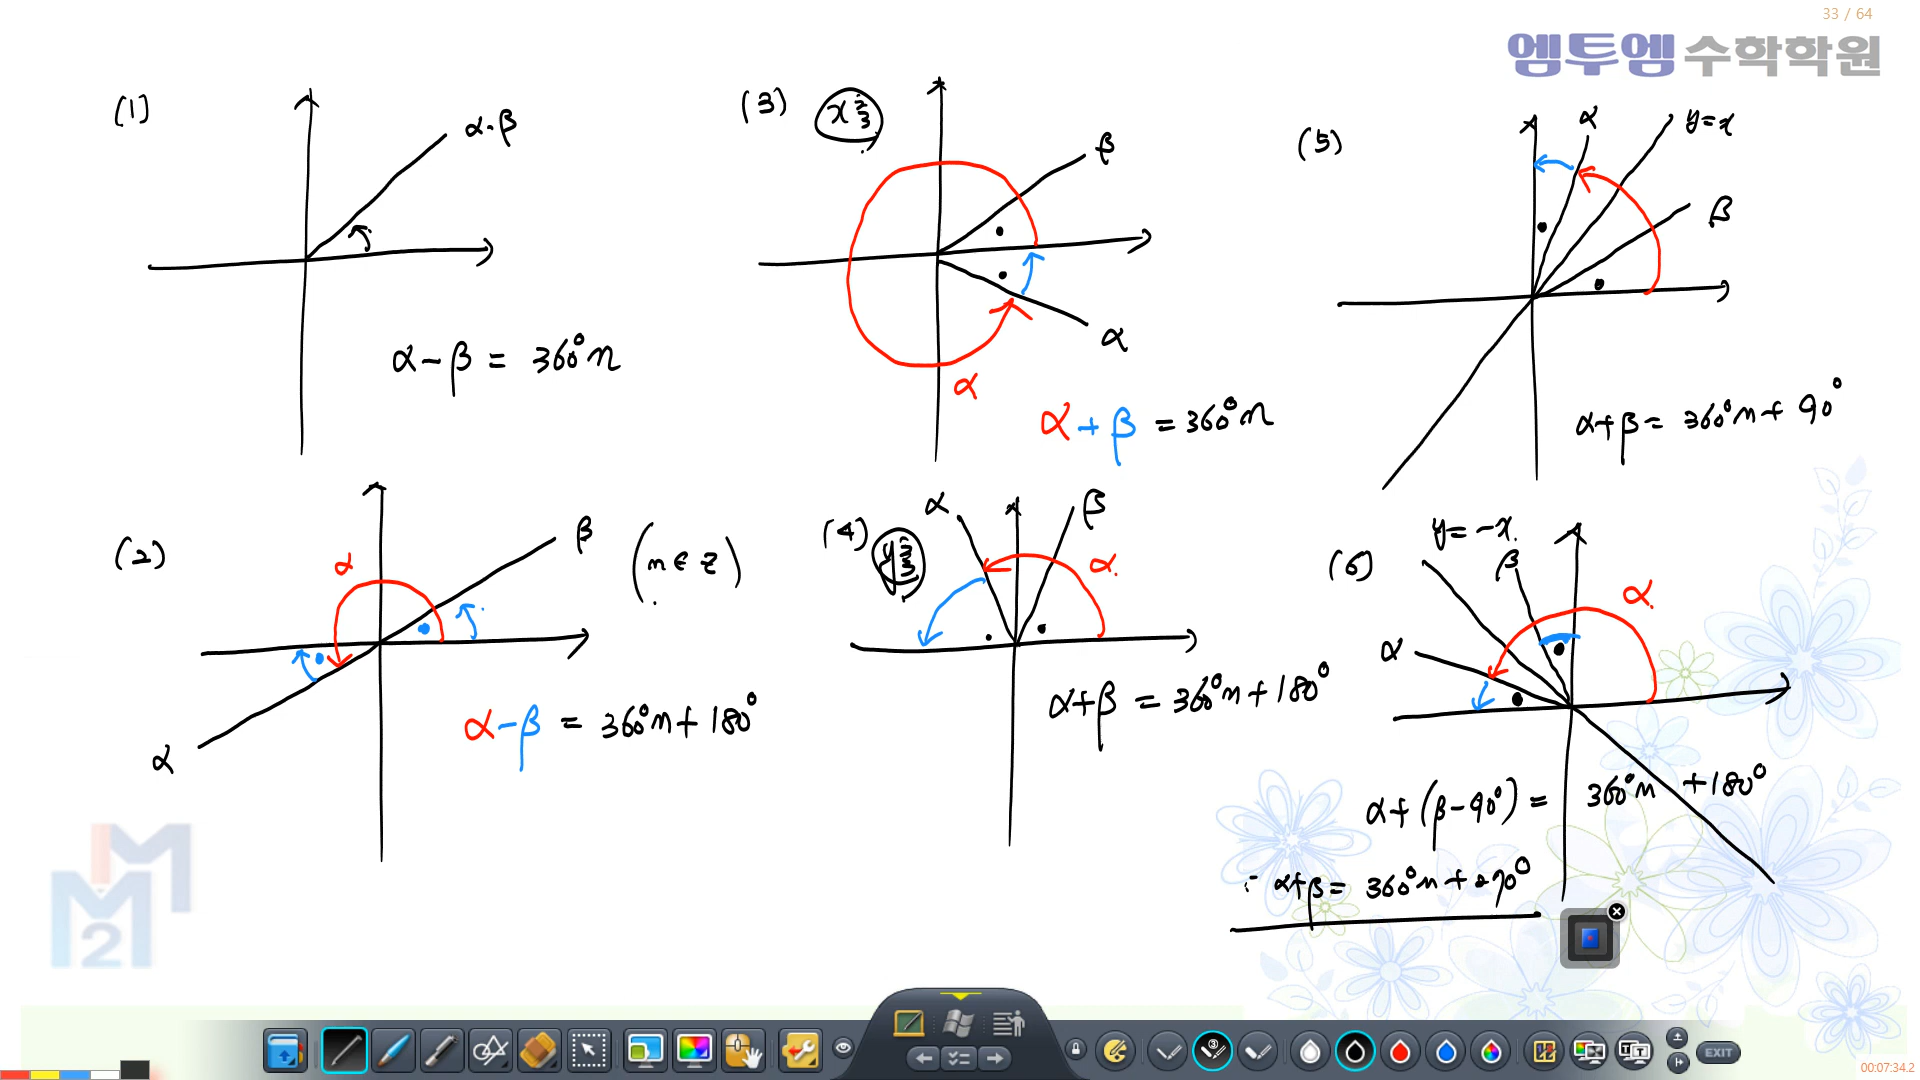 33 / 64
엠투엠수학학원
(1)
α·β
α-β = 360°n
(2)
α
β
(n∈Z)
α
α-β = 360°n+180°
(3) x축
β
α
α
α+β = 360°n
(4) y축
α
β
α
α+β = 360°n+180°
(5)
α
y=x
β
α+β = 360°n+90°
(6)
y=-x
β
α
α
α+(β-90°) = 360°n +180°
∴ α+β = 360°n+270°
M
M
2
EXIT
00:07:34.2